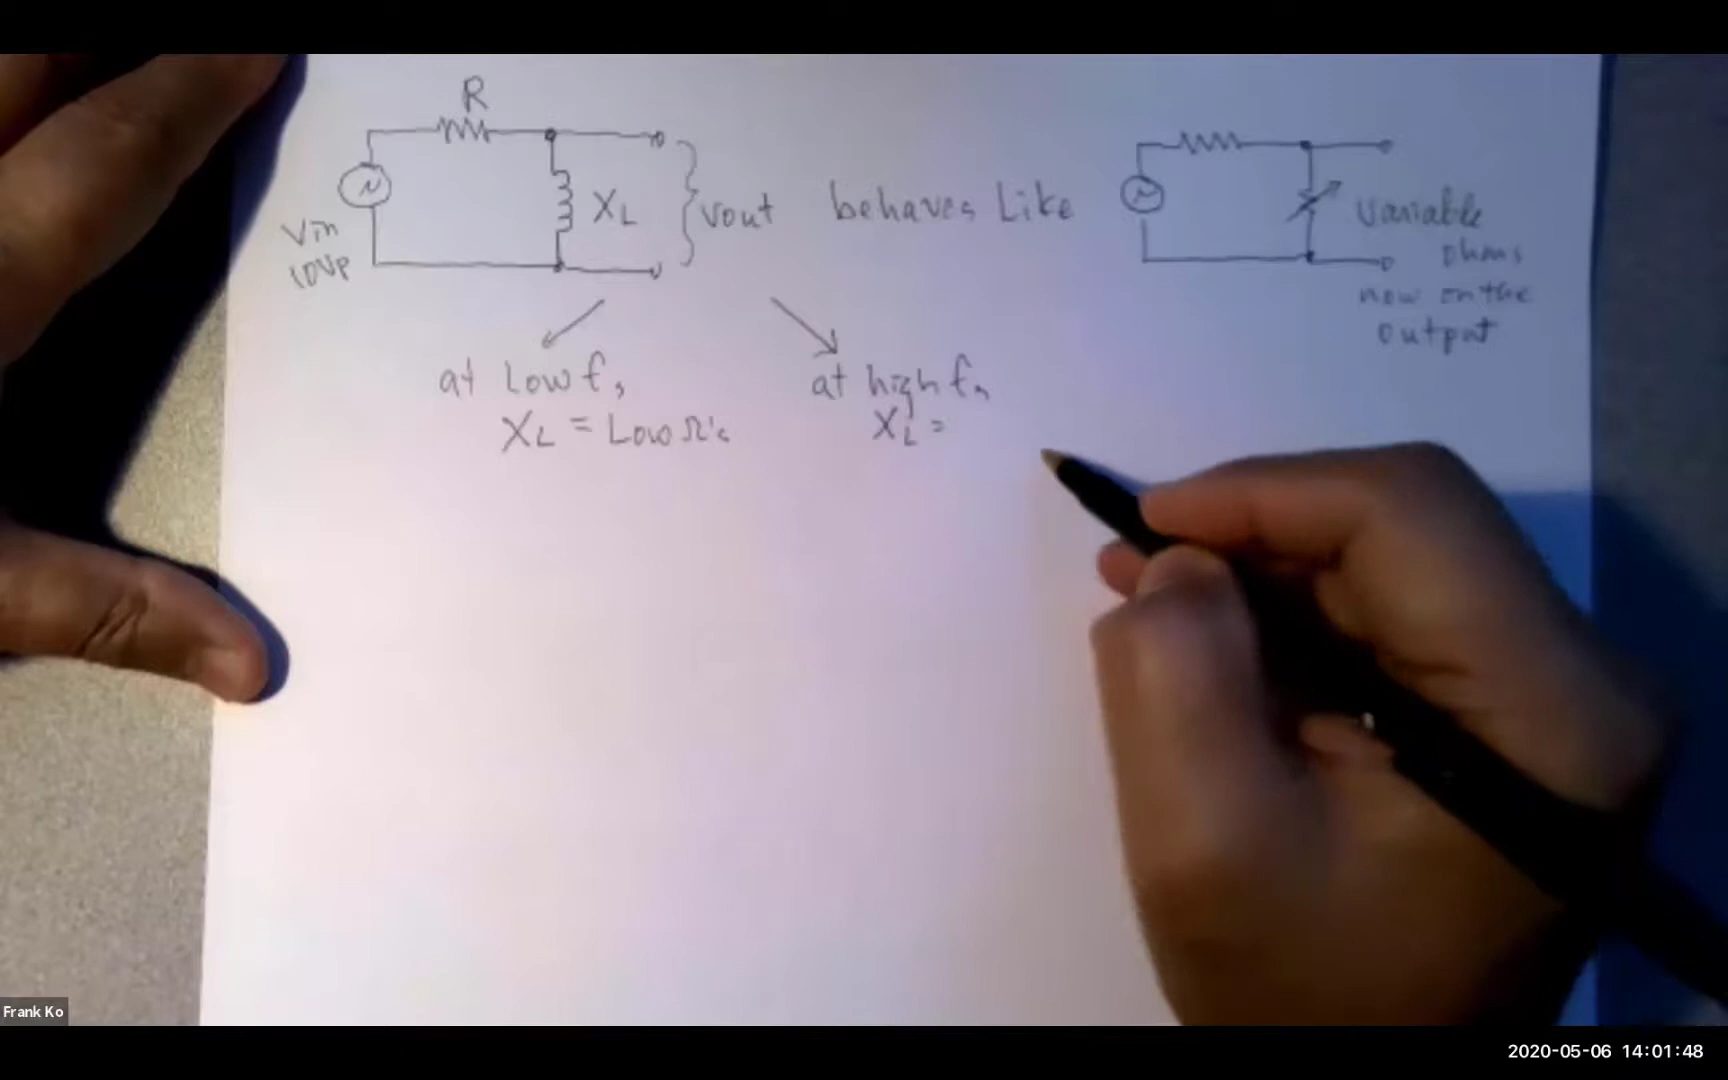 R
Vin
10Vp
XL
Vout
behaves Like
variable
ohms
now on the
output
at Low f,
XL = Low Ω's
at high f,
XL =
Frank Ko
2020-05-06 14:01:48